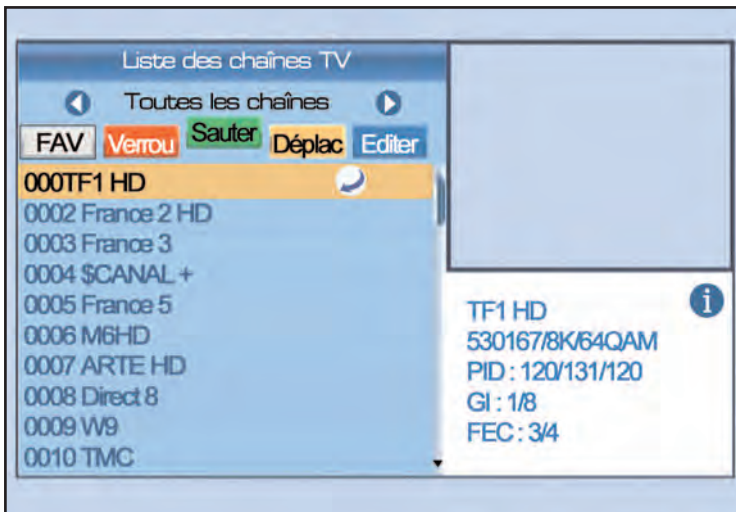 Liste des chaînes TV
Toutes les chaînes
FAV Verrou Sauter Déplac Editer
000TF1 HD
0002 France 2 HD
0003 France 3
0004 $CANAL +
0005 France 5
0006 M6HD
0007 ARTE HD
0008 Direct 8
0009 W9
0010 TMC
TF1 HD
530167/8K/64QAM
PID : 120/131/120
GI : 1/8
FEC : 3/4